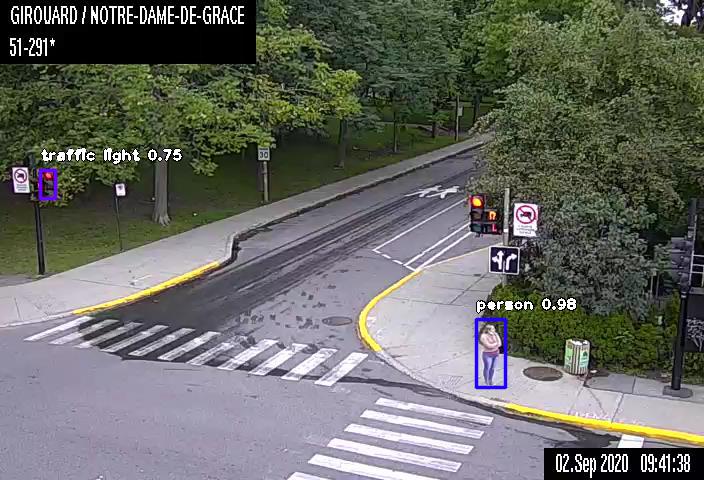 GIROUARD / NOTRE-DAME-DE-GRACE
51-291*
traffic light 0.75
30
person 0.98
02.Sep 2020 09:41:38